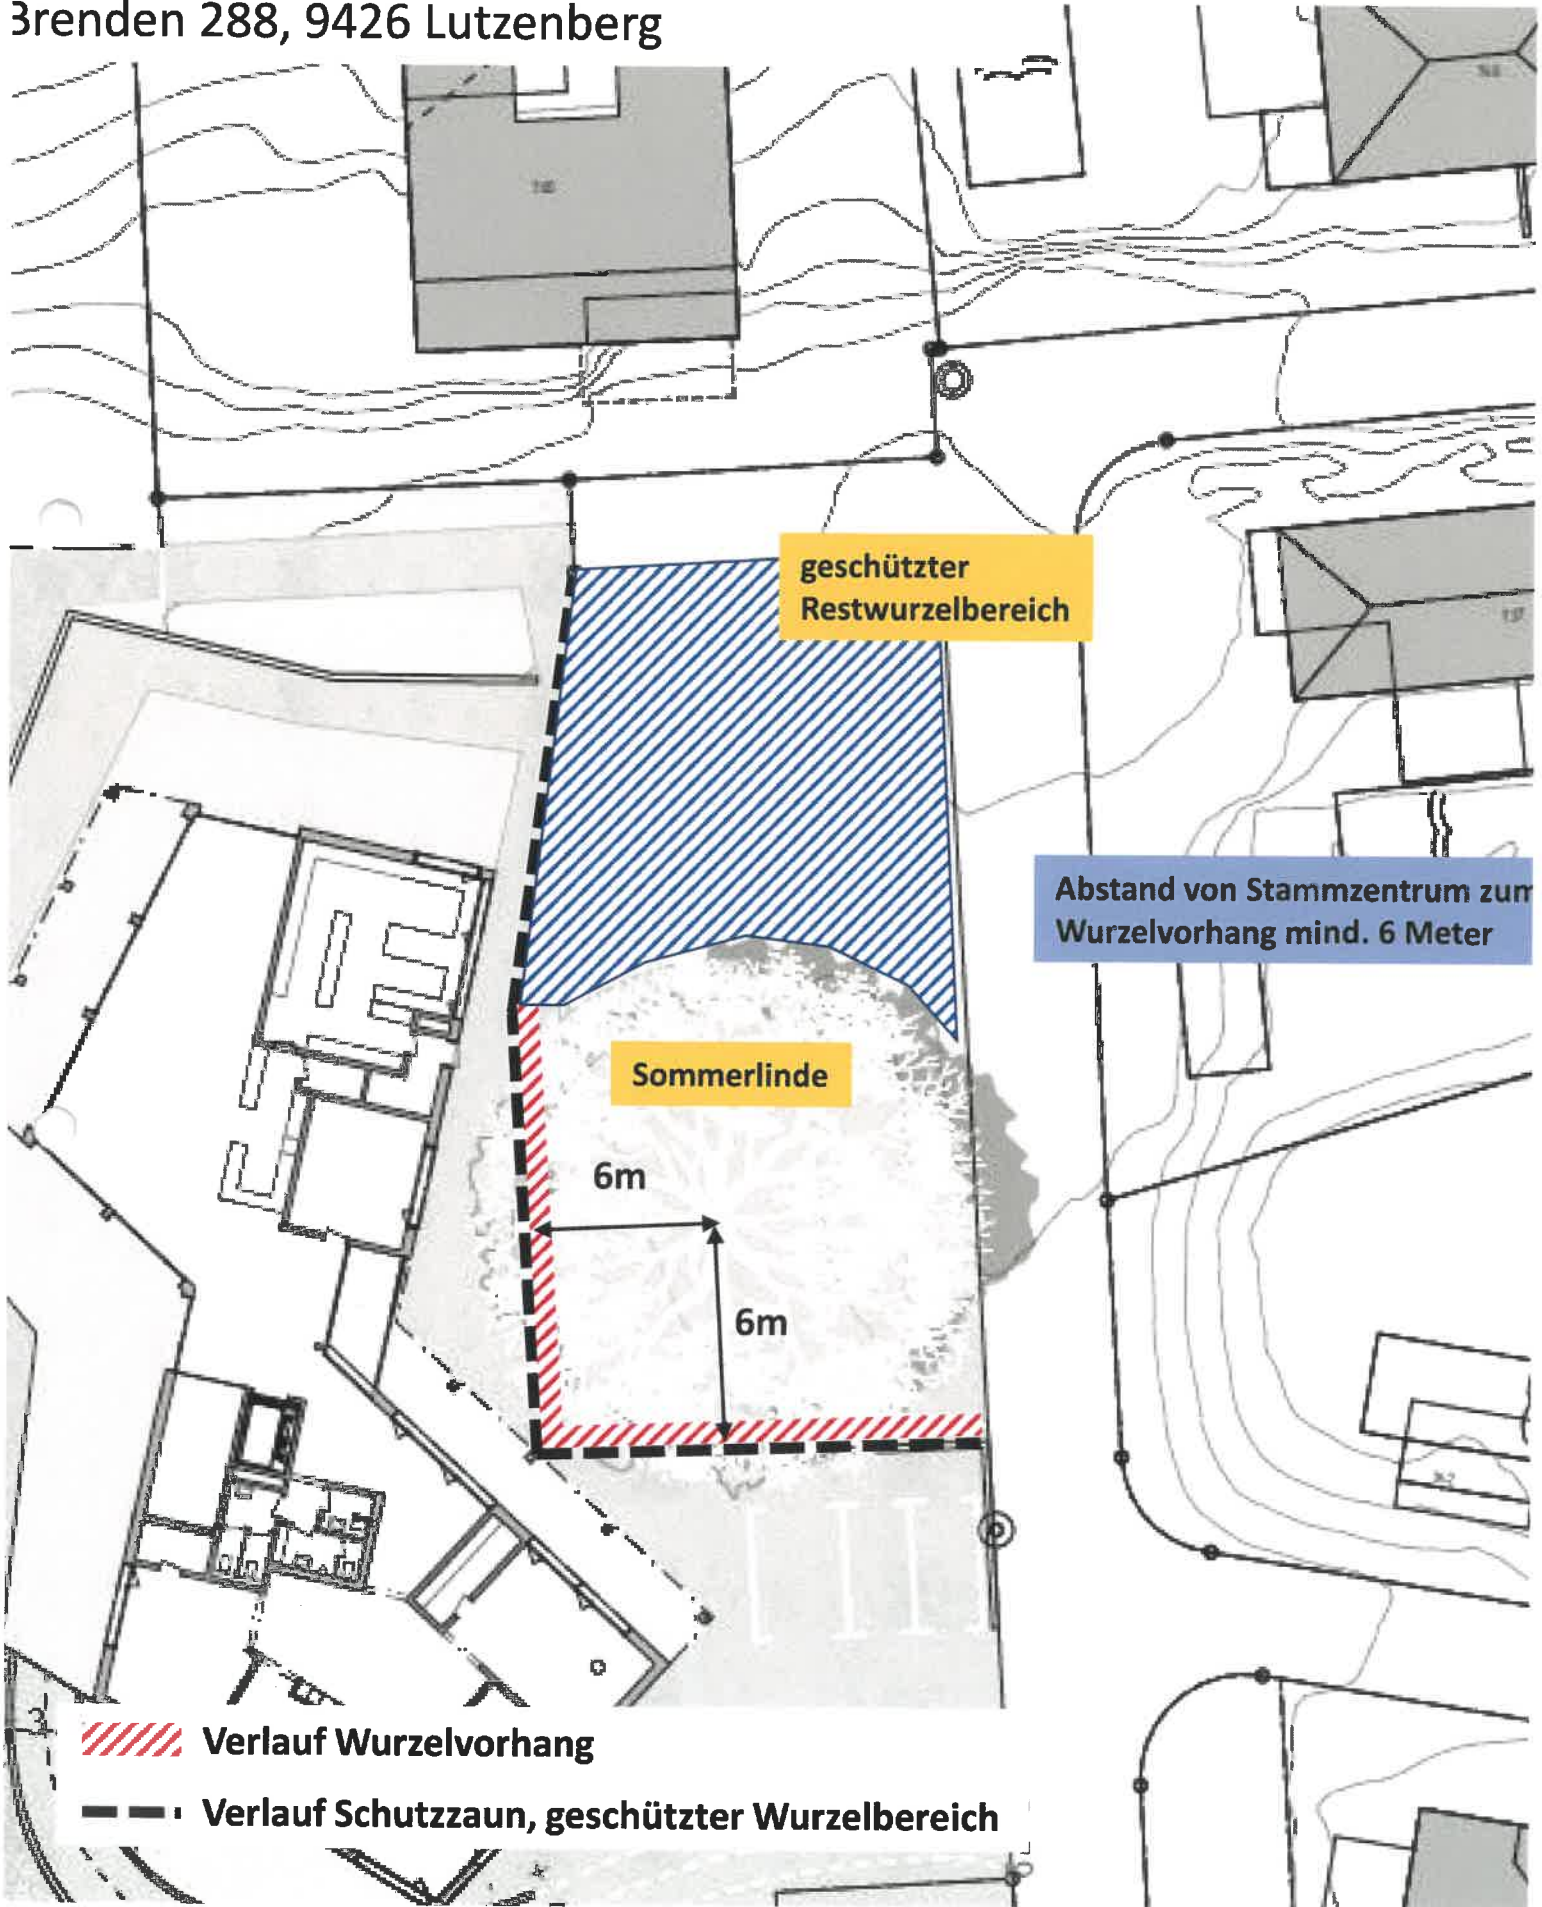 Brenden 288, 9426 Lutzenberg
geschützter
Restwurzelbereich
Abstand von Stammzentrum zum
Wurzelvorhang mind. 6 Meter
Sommerlinde
6m
6m
Verlauf Wurzelvorhang
Verlauf Schutzzaun, geschützter Wurzelbereich